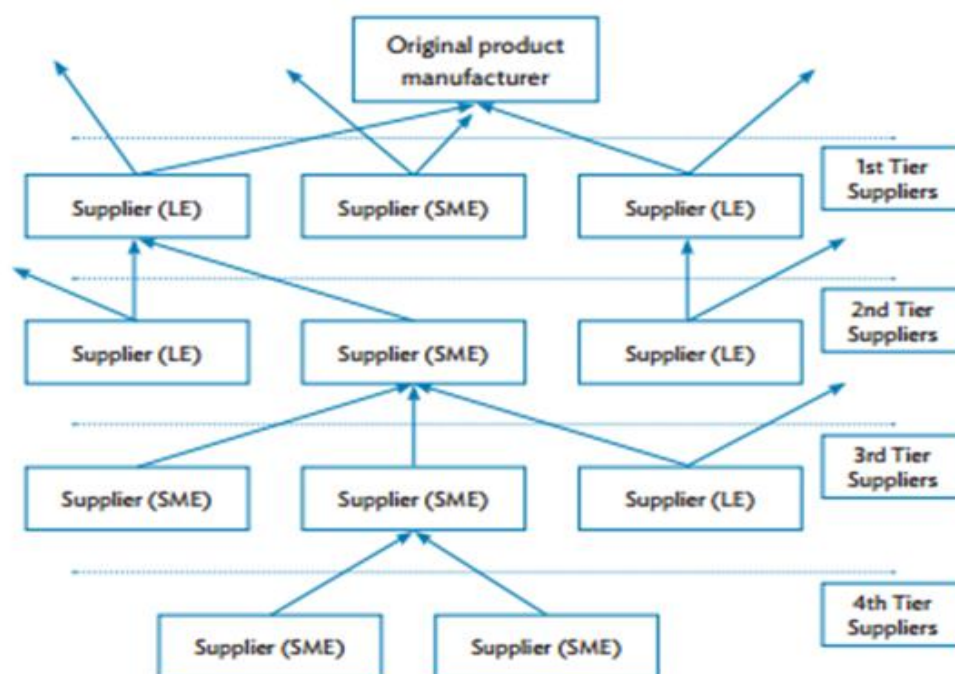 Original product
manufacturer
1st Tier
Suppliers
Supplier (LE)
Supplier (SME)
Supplier (LE)
2nd Tier
Suppliers
Supplier (LE)
Supplier (SME)
Supplier (LE)
3rd Tier
Suppliers
Supplier (SME)
Supplier (SME)
Supplier (LE)
4th Tier
Suppliers
Supplier (SME)
Supplier (SME)